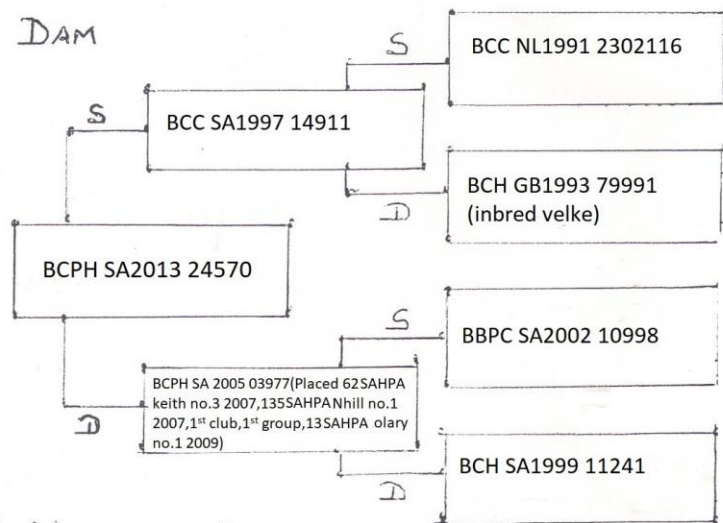 DAM
S
BCC NL1991 2302116
S
BCC SA1997 14911
D
BCH GB1993 79991
(inbred velke)
BCPH SA2013 24570
S
BBPC SA2002 10998
D
BCPH SA 2005 03977(Placed 62SAHPA
keith no.3 2007,135SAHPA Nhill no.1
2007,1st club,1st group,13SAHPA olary
no.1 2009)
D
BCH SA1999 11241